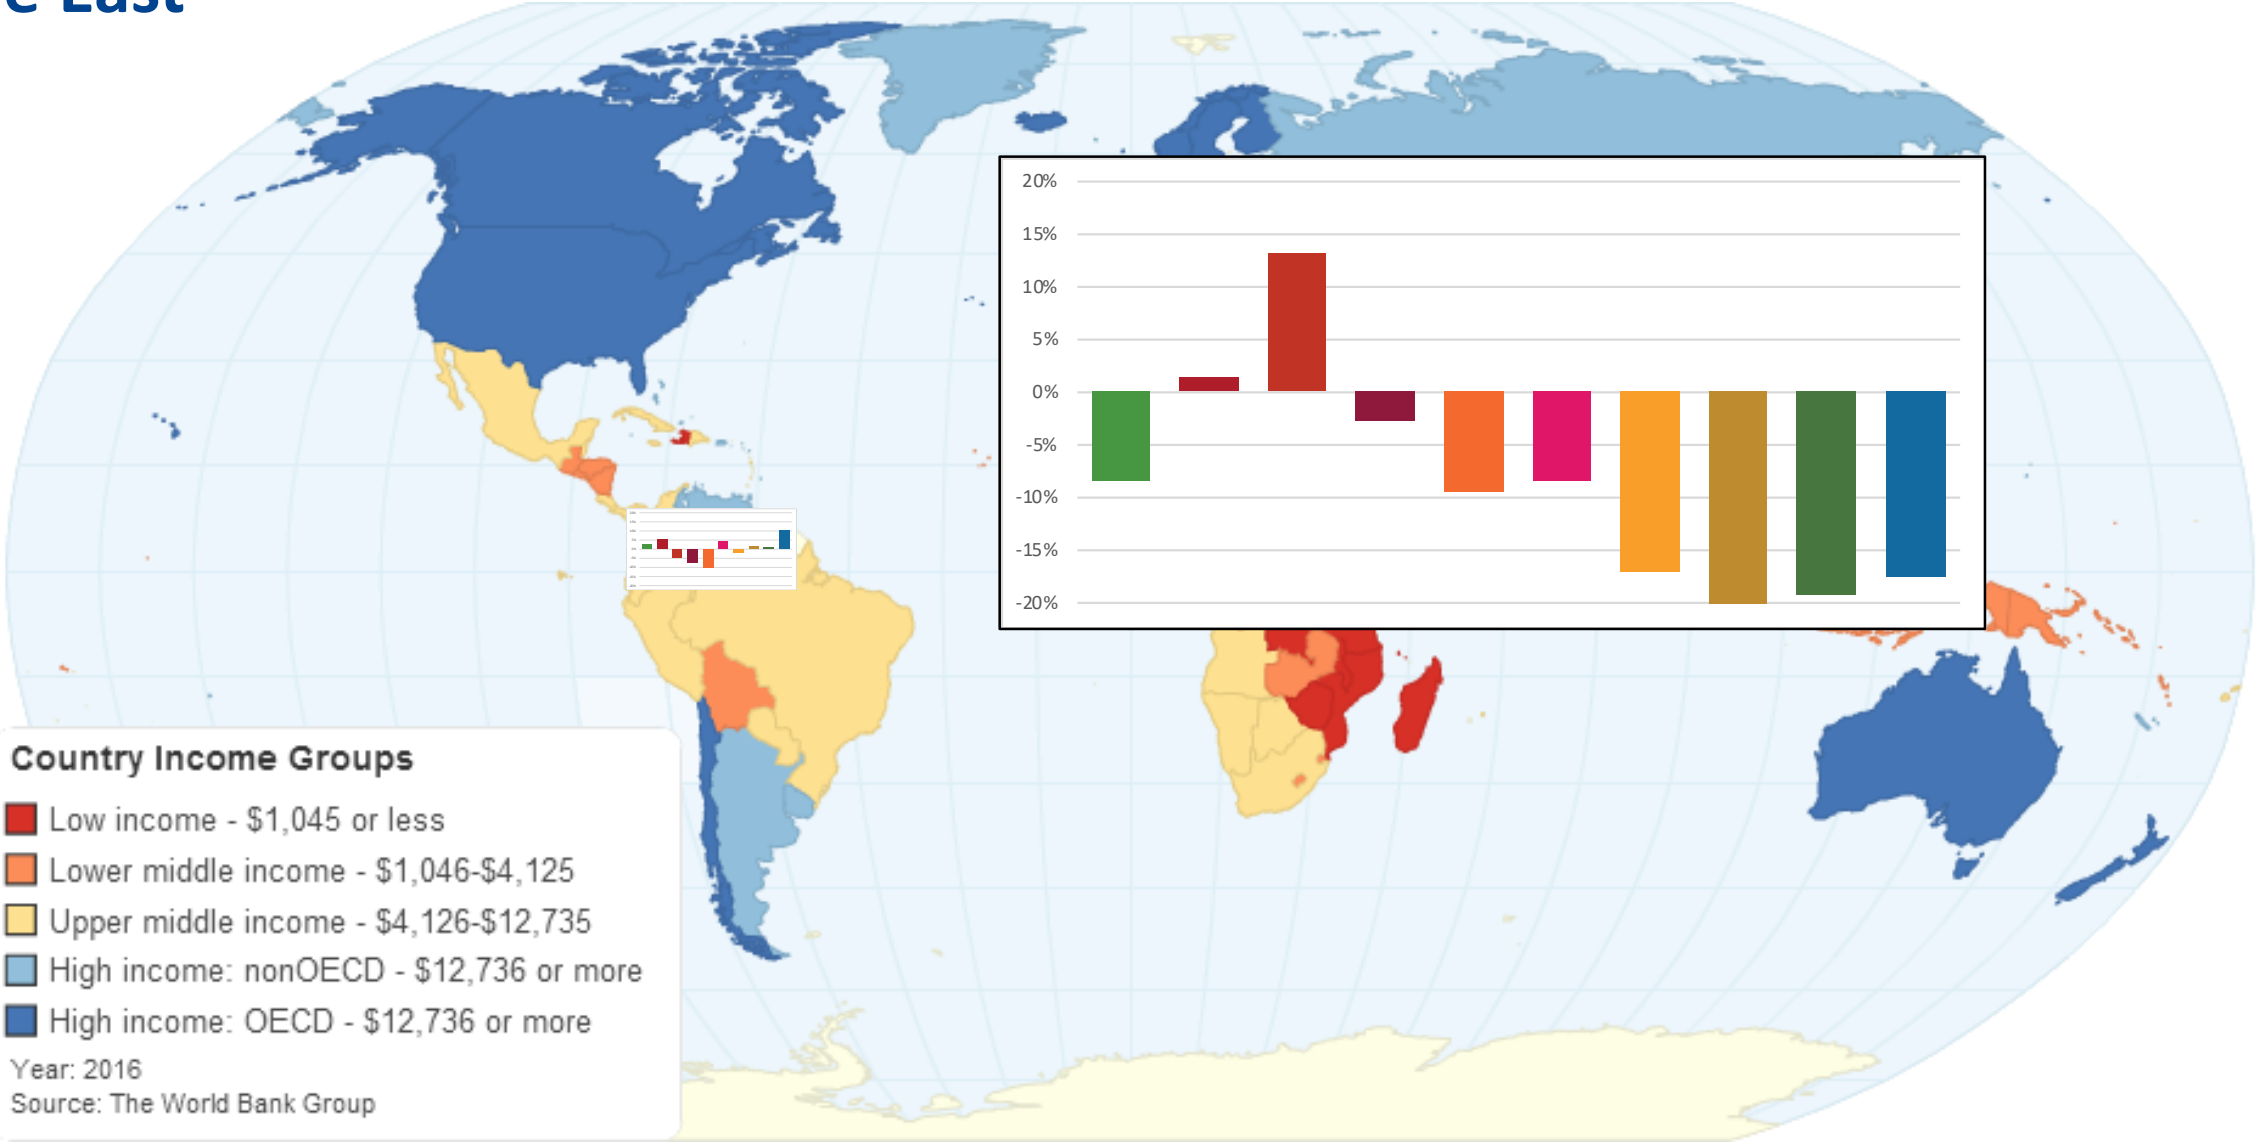 e East
20%
15%
10%
5%
0%
-5%
-10%
-15%
-20%
Country Income Groups
Low income - $1,045 or less
Lower middle income - $1,046-$4,125
Upper middle income - $4,126-$12,735
High income: nonOECD - $12,736 or more
High income: OECD - $12,736 or more
Year: 2016
Source: The World Bank Group